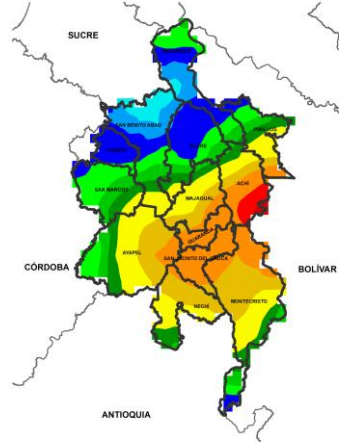 SUCRE
SAN BENITO ABAD
SUCRE
SAN MARCOS
ACHÍ
MAJAGUAL
GUARANDA
CÓRDOBA
AYAPEL
SAN JACINTO DEL CAUCA
BOLÍVAR
MONTECRISTO
NECHÍ
ANTIOQUIA